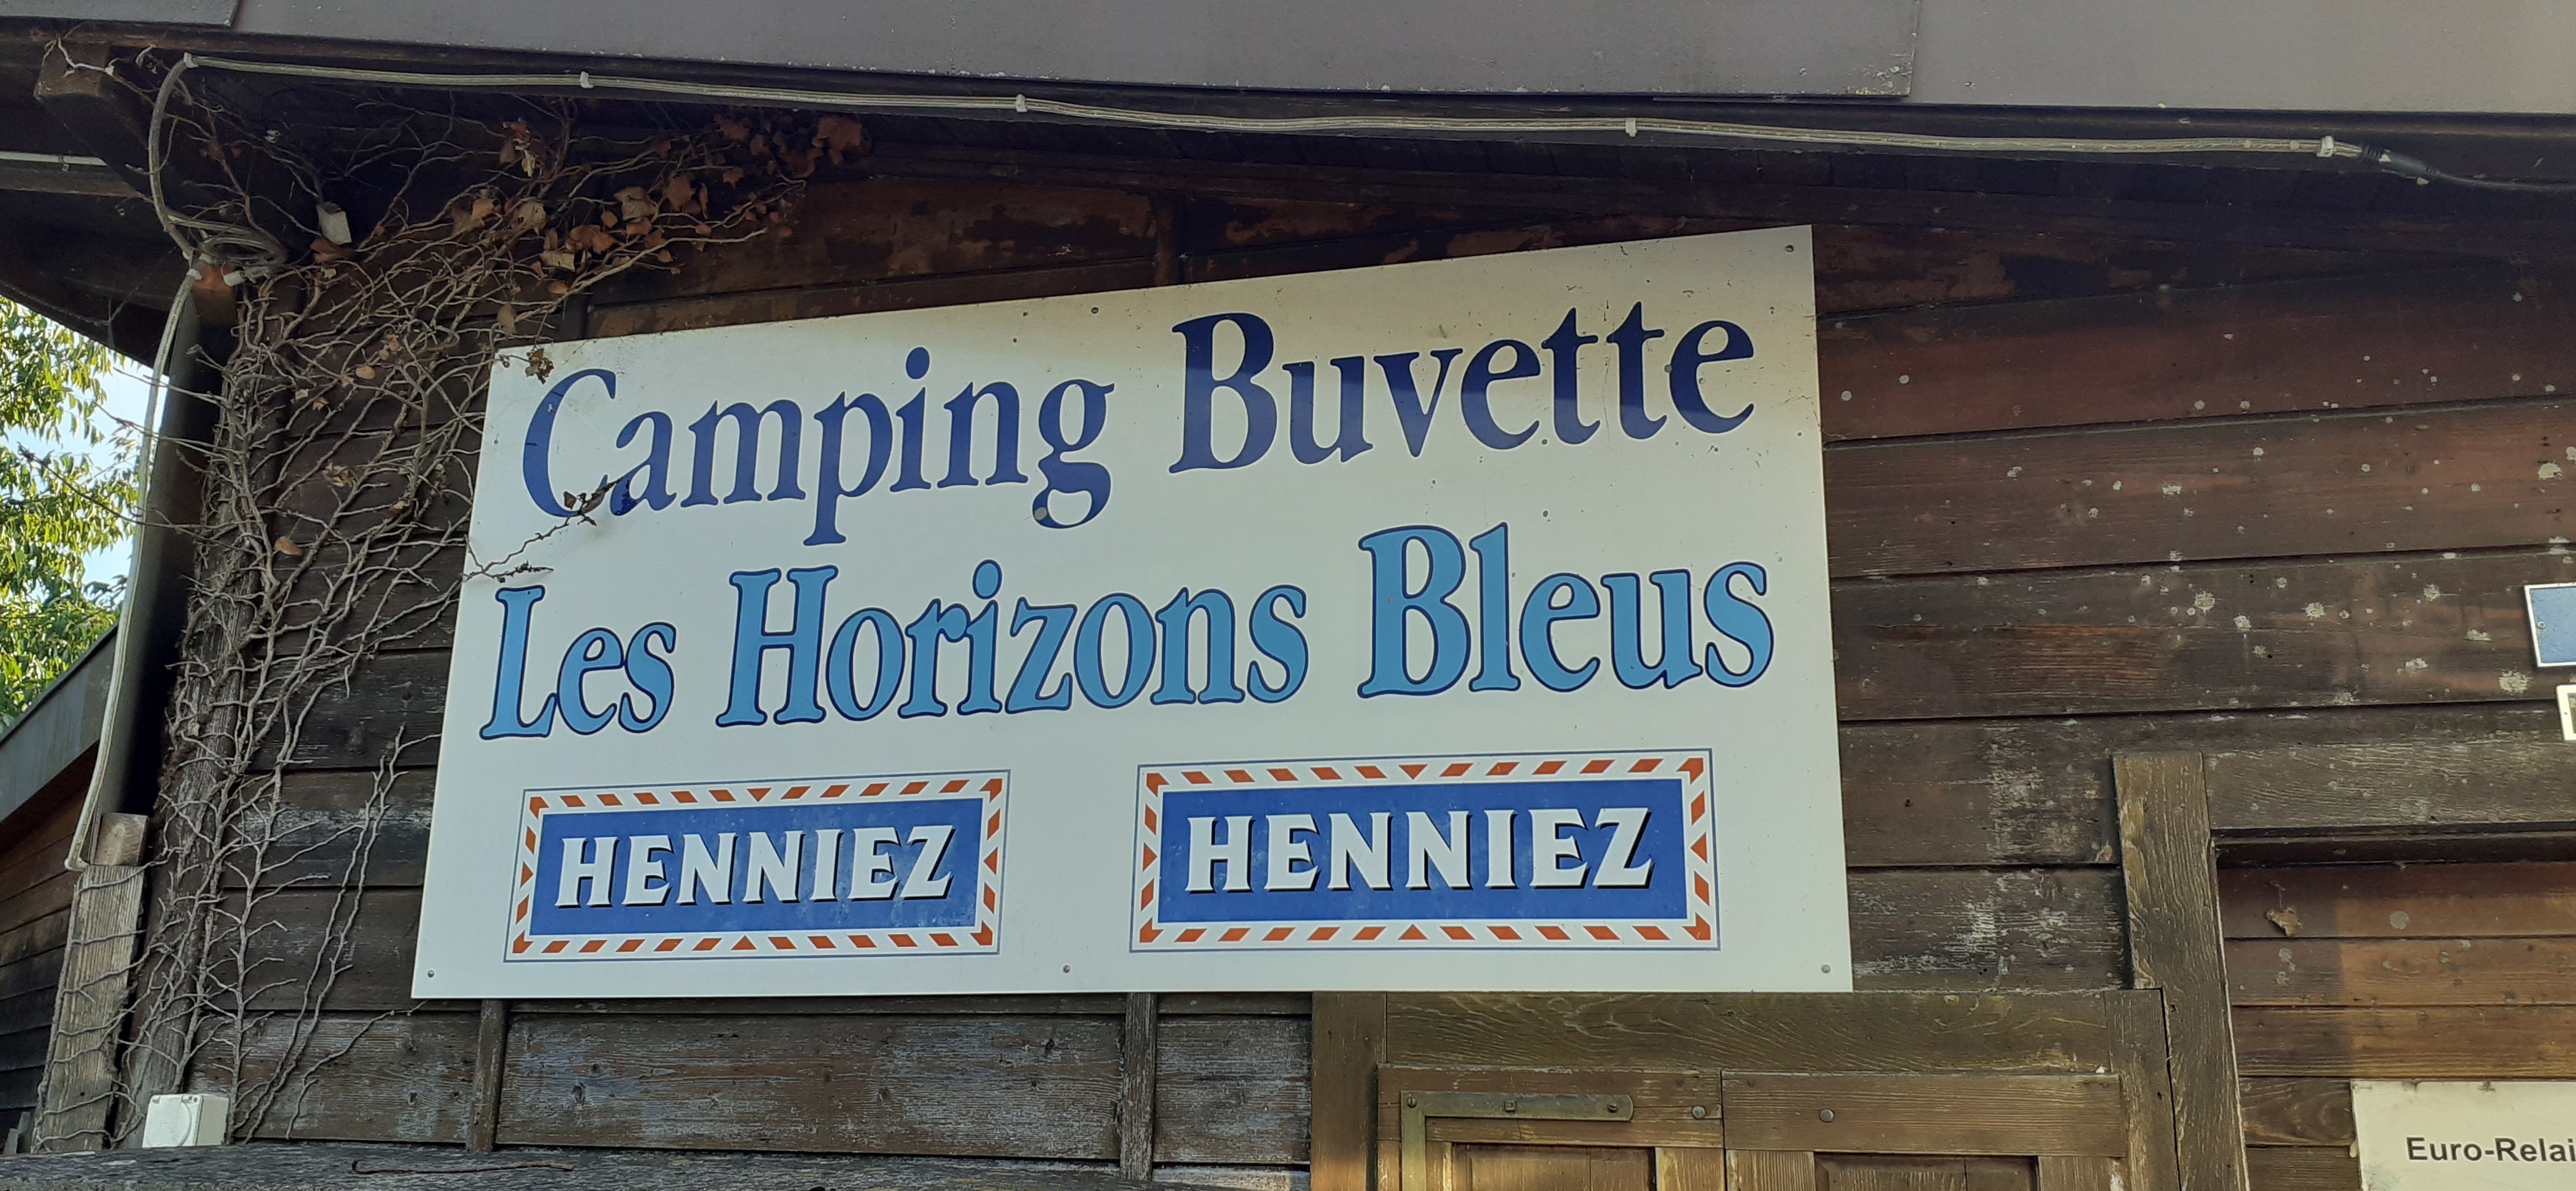 Camping Buvette
Les Horizons Bleus
HENNIEZ HENNIEZ
Euro-Relai